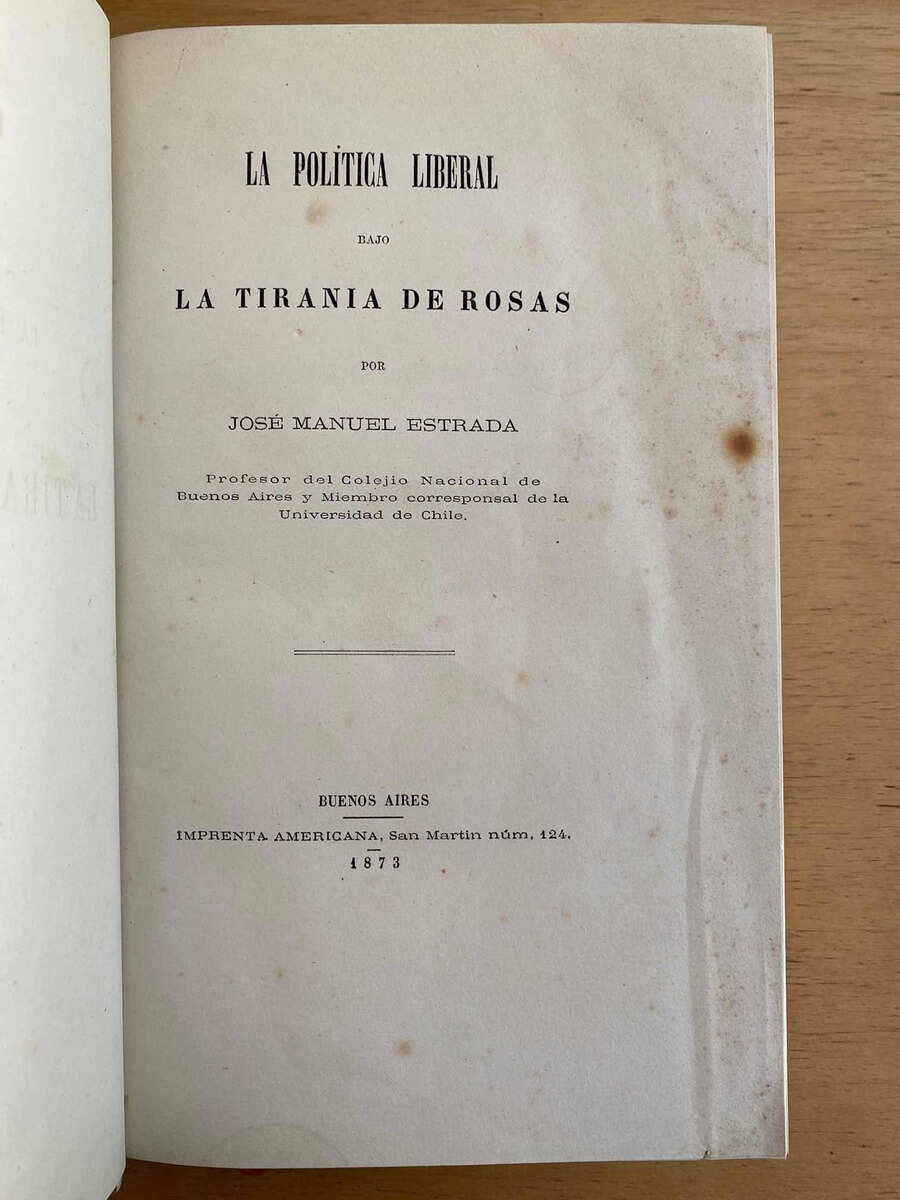 LA POLÍTICA LIBERAL
BAJO
LA TIRANIA DE ROSAS
POR
JOSÉ MANUEL ESTRADA
Profesor del Colejio Nacional de
Buenos Aires y Miembro corresponsal de la
Universidad de Chile.
BUENOS AIRES
IMPRENTA AMERICANA, San Martin núm, 124.
1873